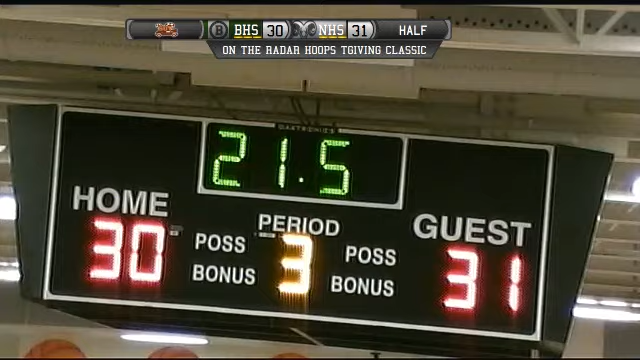 B BHS 30 NHS 31 HALF
ON THE RADAR HOOPS TGIVING CLASSIC
21.5
HOME PERIOD GUEST
30 POSS BONUS 3 POSS BONUS 31